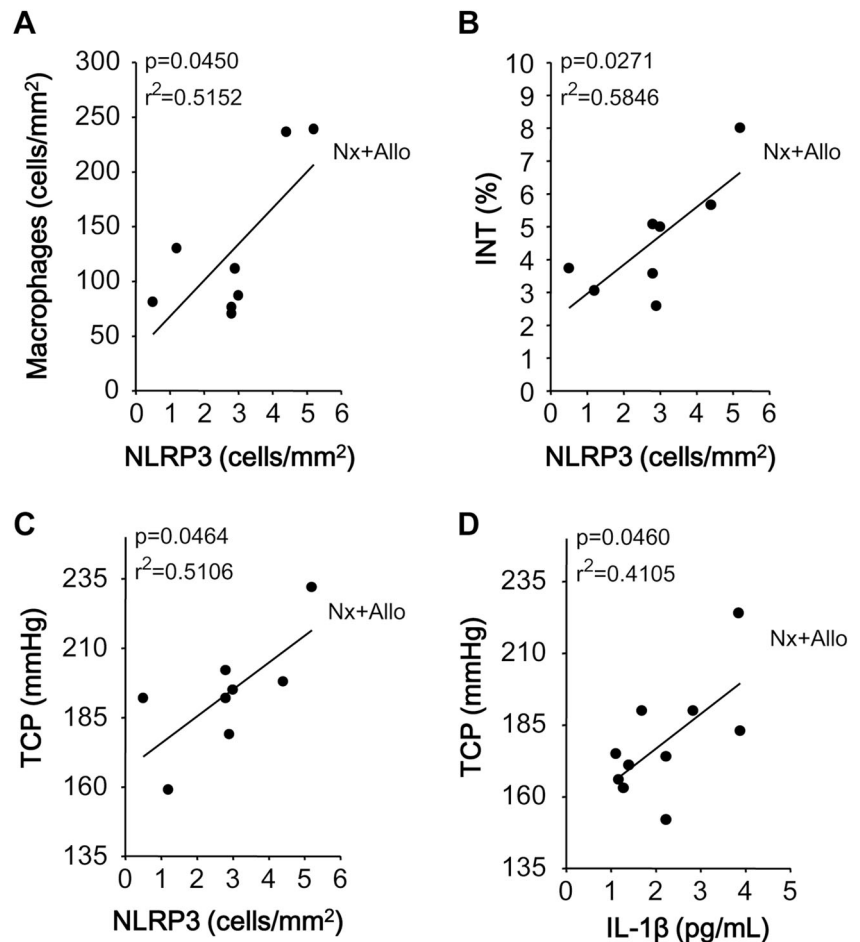 A
p=0.0450
r²=0.5152
Macrophages (cells/mm²)
300
250
200
150
100
50
0
Nx+Allo
0 1 2 3 4 5 6
NLRP3 (cells/mm²)
B
p=0.0271
r²=0.5846
INT (%)
10
9
8
7
6
5
4
3
2
1
0
Nx+Allo
0 1 2 3 4 5 6
NLRP3 (cells/mm²)
C
p=0.0464
r²=0.5106
TCP (mmHg)
235
210
185
160
135
Nx+Allo
0 1 2 3 4 5 6
NLRP3 (cells/mm²)
D
p=0.0460
r²=0.4105
TCP (mmHg)
235
210
185
160
135
Nx+Allo
0 1 2 3 4 5
IL-1β (pg/mL)